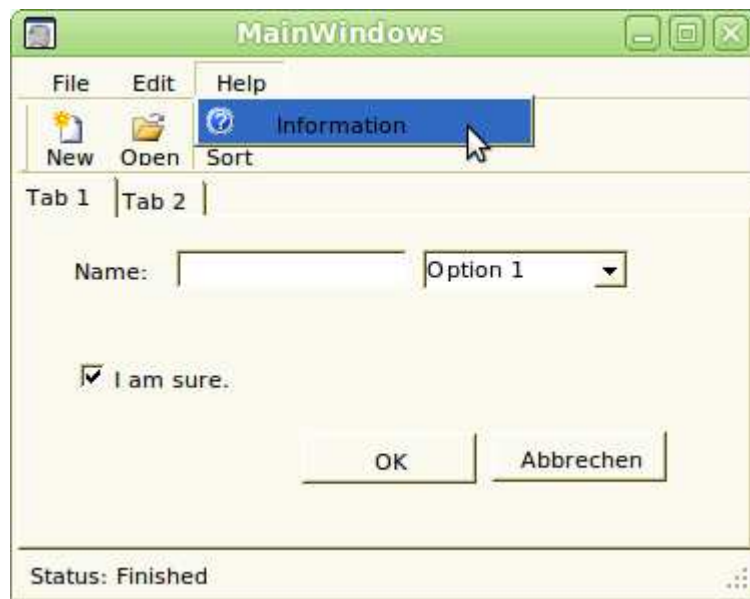 MainWindows
File Edit Help
Information
New Open Sort
Tab 1 Tab 2
Name: Option 1
I am sure.
OK Abbrechen
Status: Finished